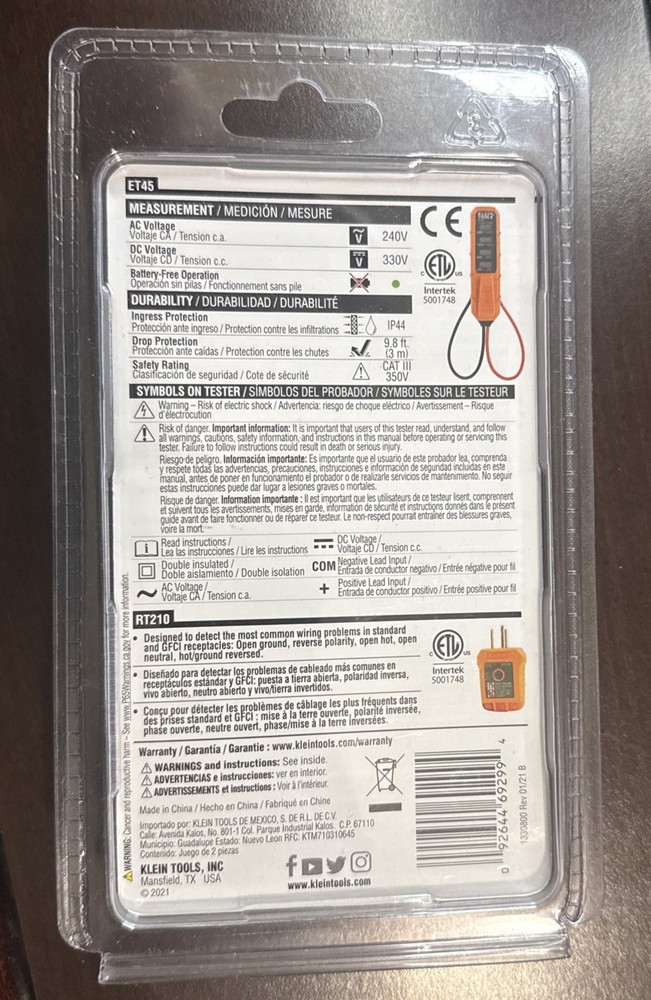 ET45
MEASUREMENT / MEDICIÓN / MESURE
AC Voltage
Voltaje CA / Tension c.a.
V 240V
DC Voltage
Voltaje CD / Tension c.c.
V 330V
Battery-Free Operation
Operación sin pilas / Fonctionnement sans pile
DURABILITY / DURABILIDAD / DURABILITÉ
Ingress Protection
Protección ante ingreso / Protection contre les infiltrations
IP44
Drop Protection
Protección ante caídas / Protection contre les chutes
9.8 ft.
(3 m)
Safety Rating
Clasificación de seguridad / Cote de sécurité
CAT III
350V
CE
KLEIN TOOLS
c ETL us
Intertek
5001748
SYMBOLS ON TESTER / SÍMBOLOS DEL PROBADOR / SYMBOLES SUR LE TESTEUR
Warning – Risk of electric shock / Advertencia: riesgo de choque eléctrico / Avertissement – Risque
d'électrocution
Risk of danger. Important information: It is important that users of this tester read, understand, and follow
all warnings, cautions, safety information, and instructions in this manual before operating or servicing this
tester. Failure to follow instructions could result in death or serious injury.
Riesgo de peligro. Información importante: Es importante que el usuario de este probador lea, comprenda
y respete todas las advertencias, precauciones, instrucciones e información de seguridad incluidas en este
manual, antes de poner en funcionamiento el probador o de realizarle servicios de mantenimiento. No seguir
estas instrucciones puede dar lugar a lesiones graves o mortales.
Risque de danger. Information importante : Il est important que les utilisateurs de ce testeur lisent, comprennent
et suivent tous les avertissements, mises en garde, information de sécurité et instructions donnés dans le présent
guide avant de faire fonctionner ou de réparer ce testeur. Le non-respect pourrait entraîner des blessures graves,
voire la mort.
i Read instructions /
Lea las instrucciones / Lire les instructions
DC Voltage /
Voltaje CD / Tension c.c.
Double insulated /
Doble aislamiento / Double isolation
COM Negative Lead Input /
Entrada de conductor negativo / Entrée négative pour fil
AC Voltage /
Voltaje CA / Tension c.a.
+ Positive Lead Input /
Entrada de conductor positivo / Entrée positive pour fil
RT210
• Designed to detect the most common wiring problems in standard
and GFCI receptacles: Open ground, reverse polarity, open hot, open
neutral, hot/ground reversed.
• Diseñado para detectar los problemas de cableado más comunes en
receptáculos estándar y GFCI: puesta a tierra abierta, polaridad inversa,
vivo abierto, neutro abierto y vivo/tierra invertidos.
• Conçu pour détecter les problèmes de câblage les plus fréquents dans
des prises standard et GFCI : mise à la terre ouverte, polarité inversée,
phase ouverte, neutre ouvert, phase/mise à la terre inversées.
c ETL us
Intertek
5001748
Warranty / Garantía / Garantie : www.kleintools.com/warranty
WARNINGS and instructions: See inside.
ADVERTENCIAS e instrucciones: ver en interior.
AVERTISSEMENTS et instructions : Voir à l'intérieur.
Made in China / Hecho en China / Fabriqué en Chine
Importado por: KLEIN TOOLS DE MEXICO, S. DE R.L. DE C.V.
Calle: Avenida Kalos, No. 801-1 Col. Parque Industrial Kalos. C.P. 67110
Municipio: Guadalupe Estado: Nuevo Leon RFC: KTM710310645
Contenido: Juego de 2 piezas
KLEIN TOOLS, INC
Mansfield, TX USA
© 2021
www.kleintools.com
0 92644 69299 4
1330800 Rev 01/21 B
WARNING: Cancer and reproductive harm – See www.P65Warnings.ca.gov for more information.